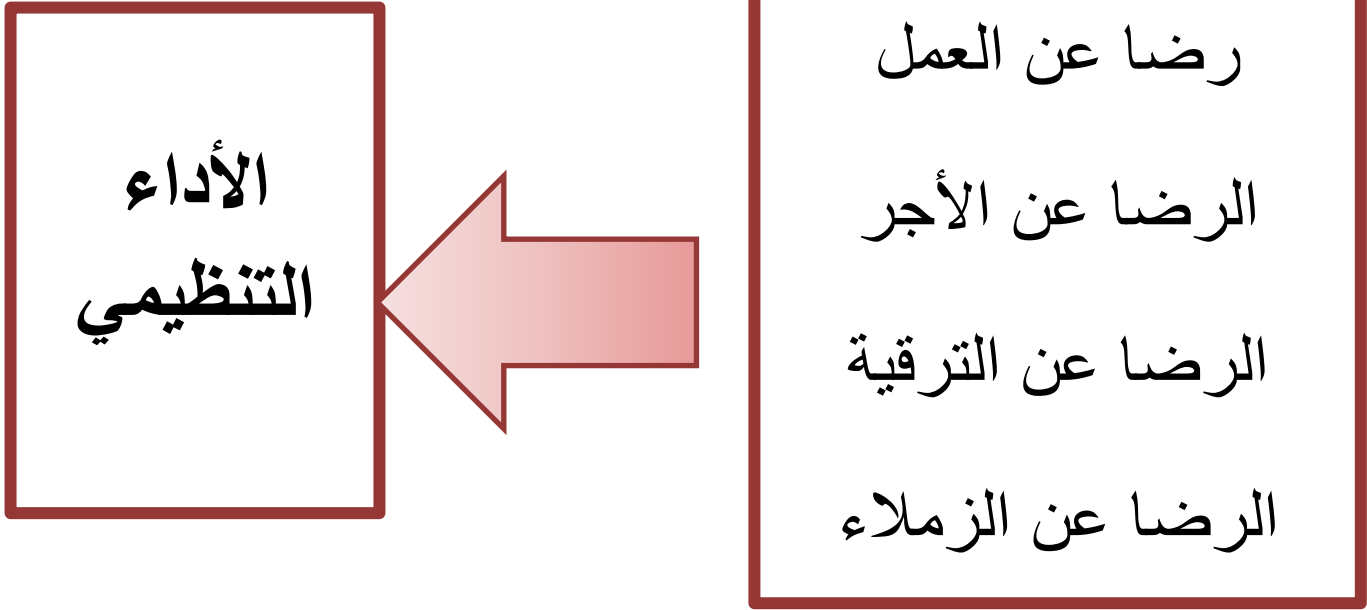 رضا عن العمل
الرضا عن الأجر
الرضا عن الترقية
الرضا عن الزملاء
الأداء
التنظيمي